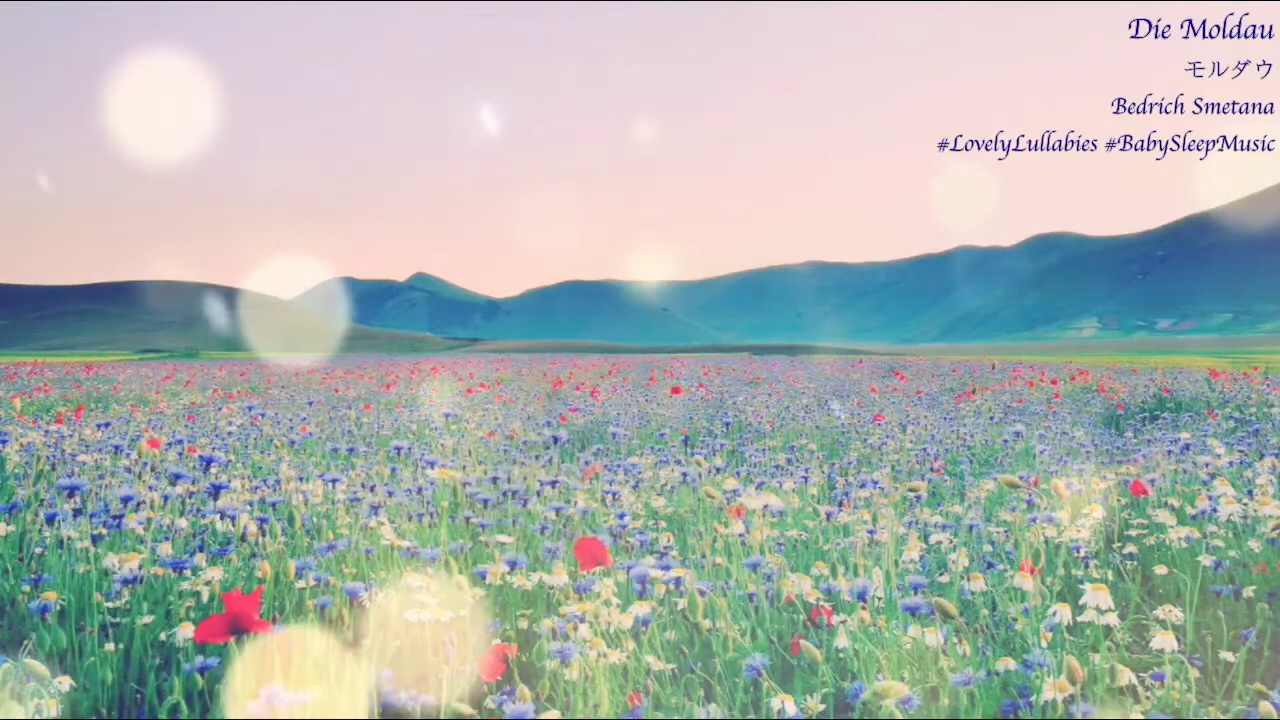 Die Moldau
モルダウ
Bedrich Smetana
#LovelyLullabies #BabySleepMusic